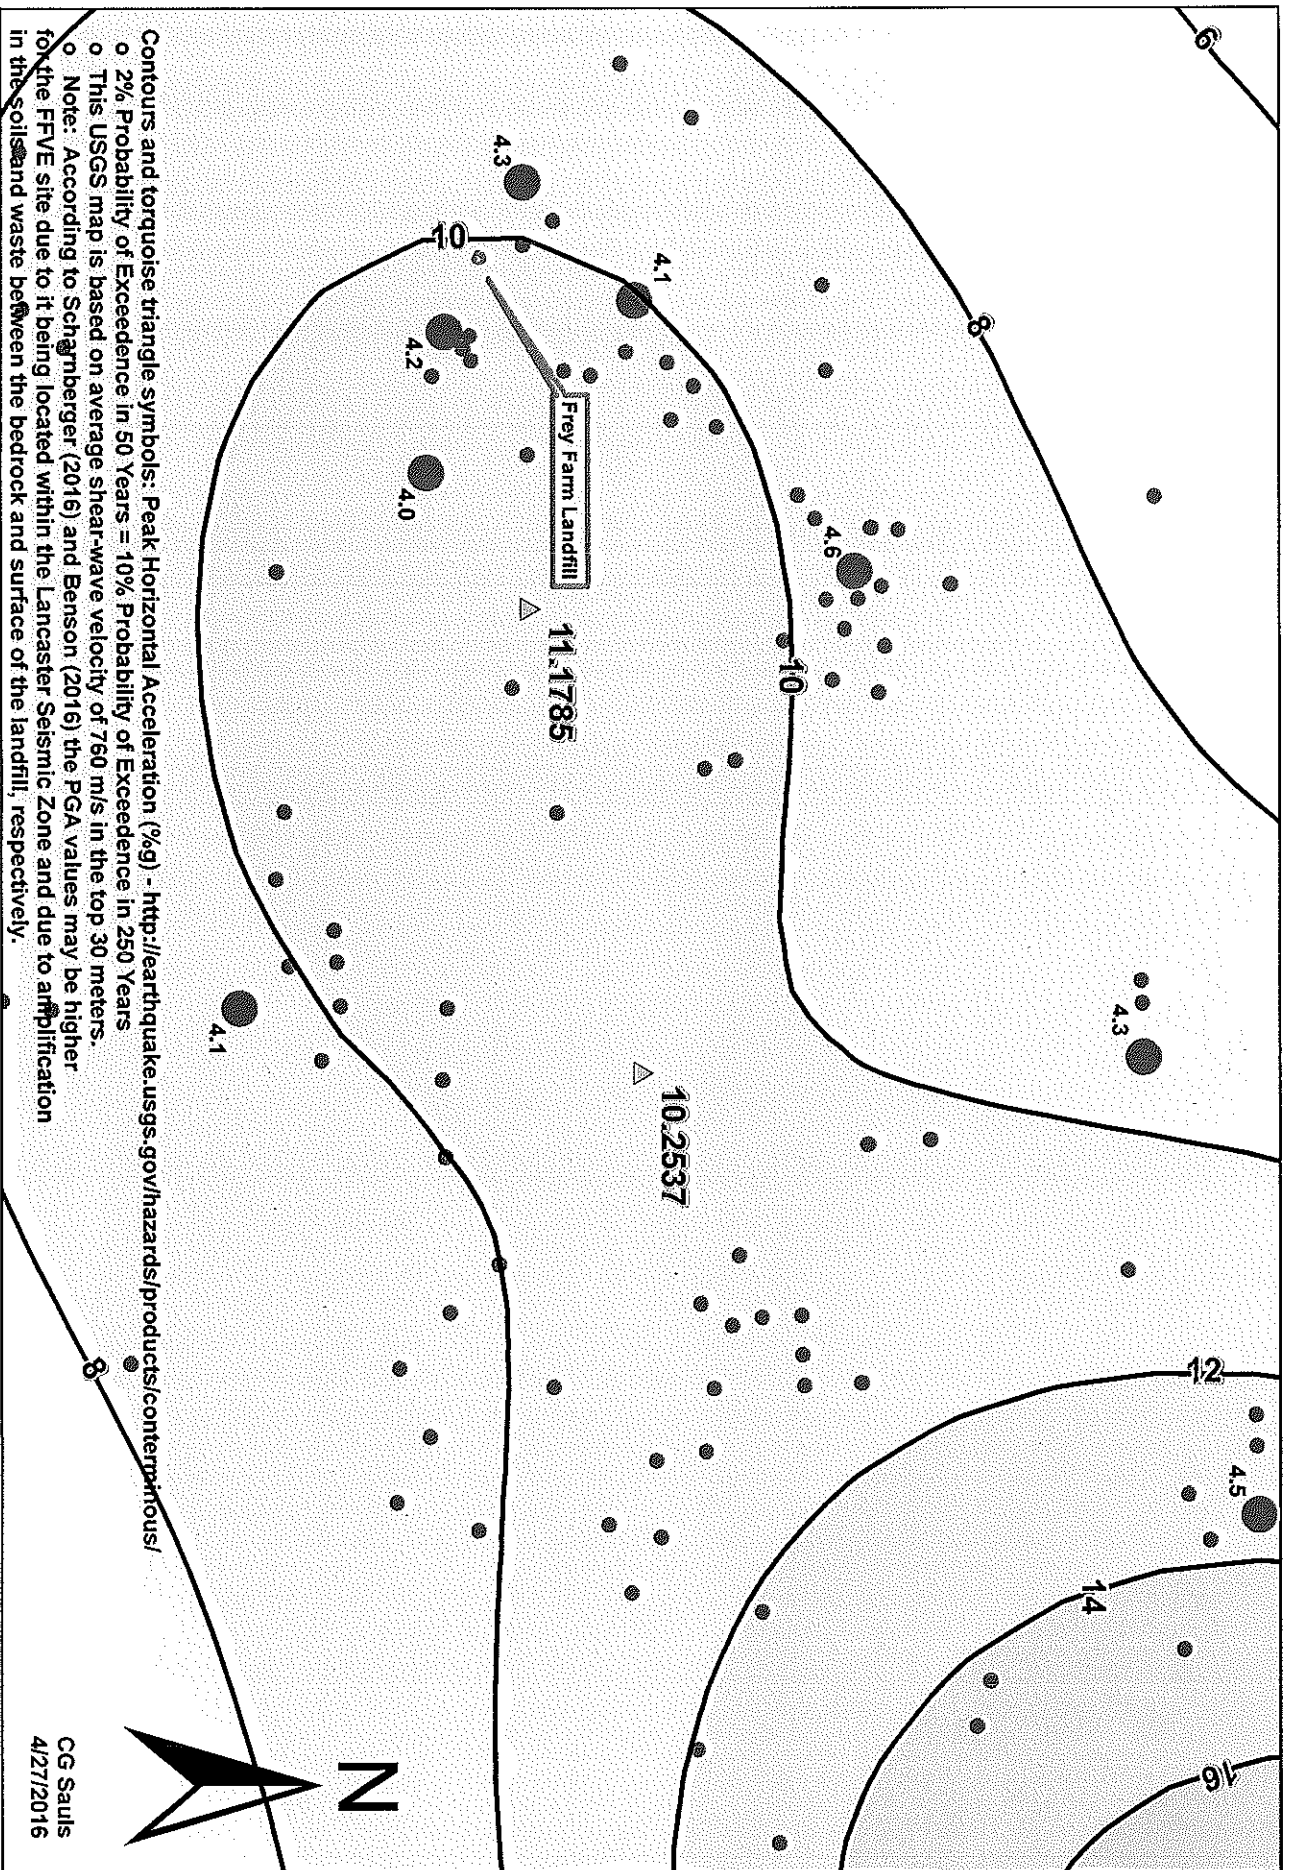 6
8
4.3
10
4.1
4.2
4.0
Frey Farm Landfill
4.6
10
11.1785
10.2537
4.3
4.1
12
4.5
14
16
8
N
Contours and torquoise triangle symbols: Peak Horizontal Acceleration (%g) - http://earthquake.usgs.gov/hazards/products/conterminous/
o 2% Probability of Exceedence in 50 Years = 10% Probability of Exceedence in 250 Years
o This USGS map is based on average shear-wave velocity of 760 m/s in the top 30 meters.
o Note: According to Scharnberger (2016) and Benson (2016) the PGA values may be higher
for the FFVE site due to it being located within the Lancaster Seismic Zone and due to amplification
in the soils and waste between the bedrock and surface of the landfill, respectively.
CG Sauls
4/27/2016